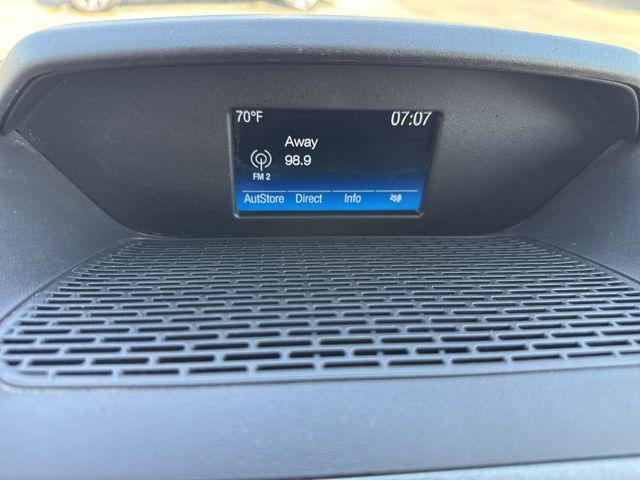 70°F 07:07
Away
98.9
FM 2
AutStore Direct Info